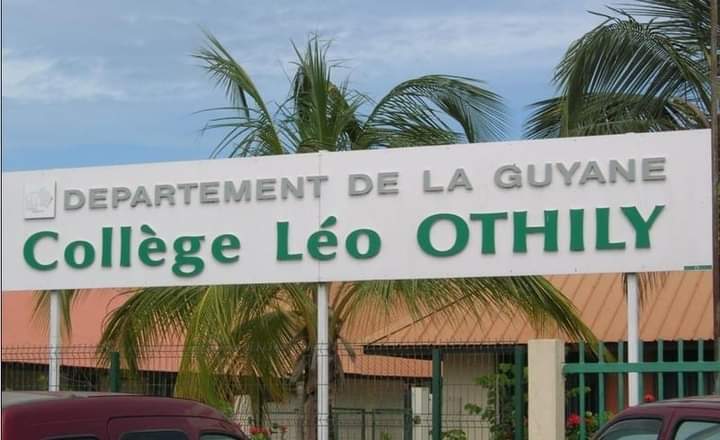 DEPARTEMENT DE LA GUYANE
Collège Léo OTHILY